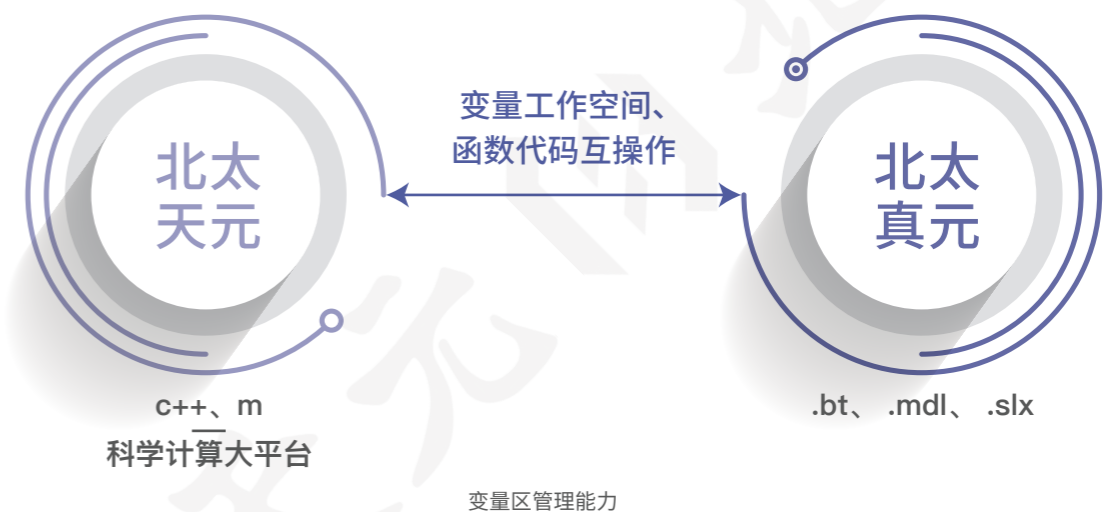 变量工作空间、
函数代码互操作
北太
天元
北太
真元
c++、m
科学计算大平台
.bt、 .mdl、 .slx
变量区管理能力